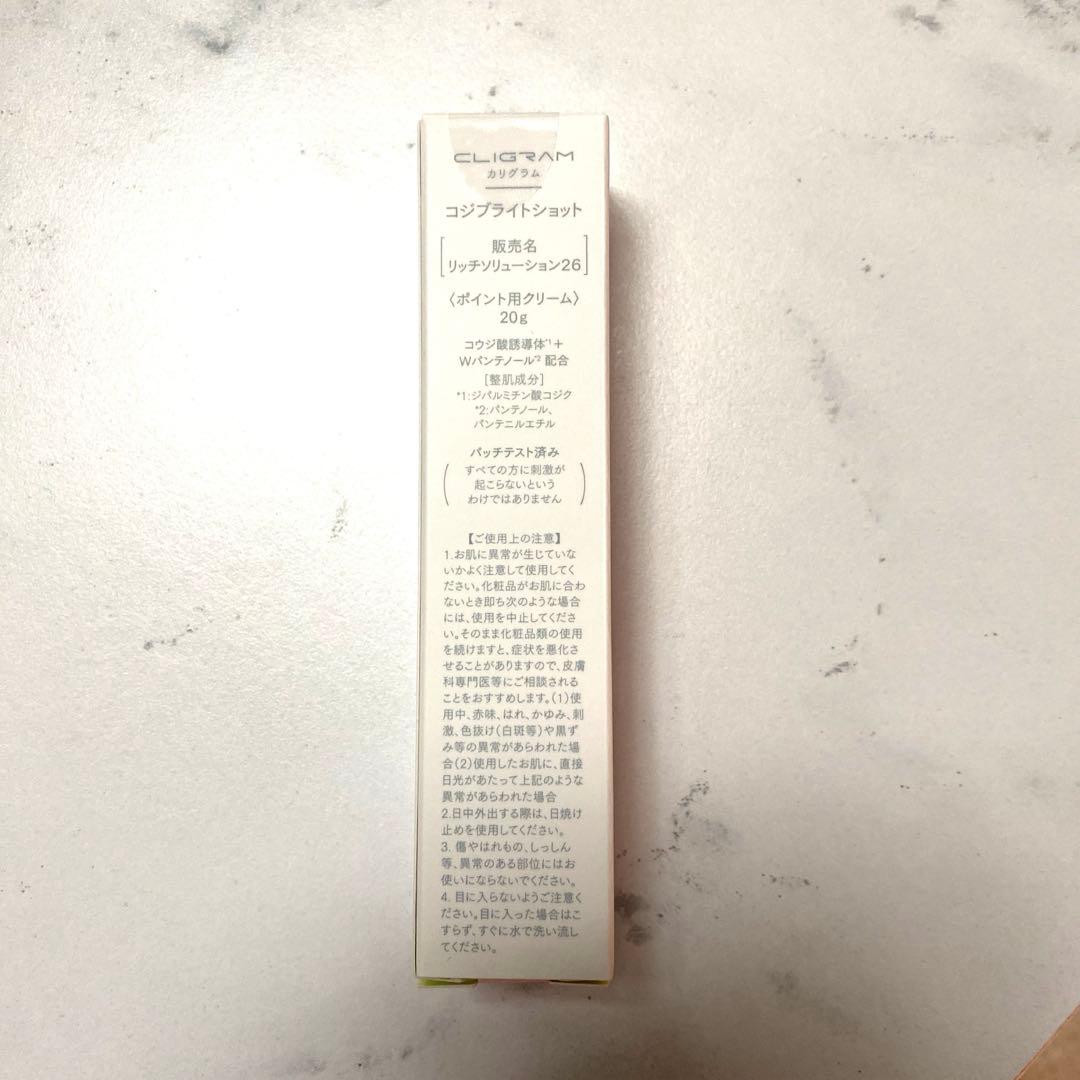 CLIGRAM
カリグラム
コジブライトショット
販売名
リッチソリューション26
〈ポイント用クリーム〉
20g
コウジ酸誘導体*1+
Wパンテノール*2 配合
[整肌成分]
*1:ジパルミチン酸コジク
*2:パンテノール、
パンテニルエチル
パッチテスト済み
すべての方に刺激が
起こらないという
わけではありません
【ご使用上の注意】
1.お肌に異常が生じていな
いかよく注意して使用してく
ださい。化粧品がお肌に合わ
ないとき即ち次のような場合
には、使用を中止してくださ
い。そのまま化粧品類の使用
を続けますと、症状を悪化さ
せることがありますので、皮膚
科専門医等にご相談される
ことをおすすめします。(1)使
用中、赤味、はれ、かゆみ、刺
激、色抜け(白斑等)や黒ず
み等の異常があらわれた場
合(2)使用したお肌に、直接
日光があたって上記のような
異常があらわれた場合
2.日中外出する際は、日焼け
止めを使用してください。
3. 傷やはれもの、しっしん
等、異常のある部位にはお
使いにならないでください。
4. 目に入らないようご注意く
ださい。目に入った場合はこ
すらず、すぐに水で洗い流し
てください。